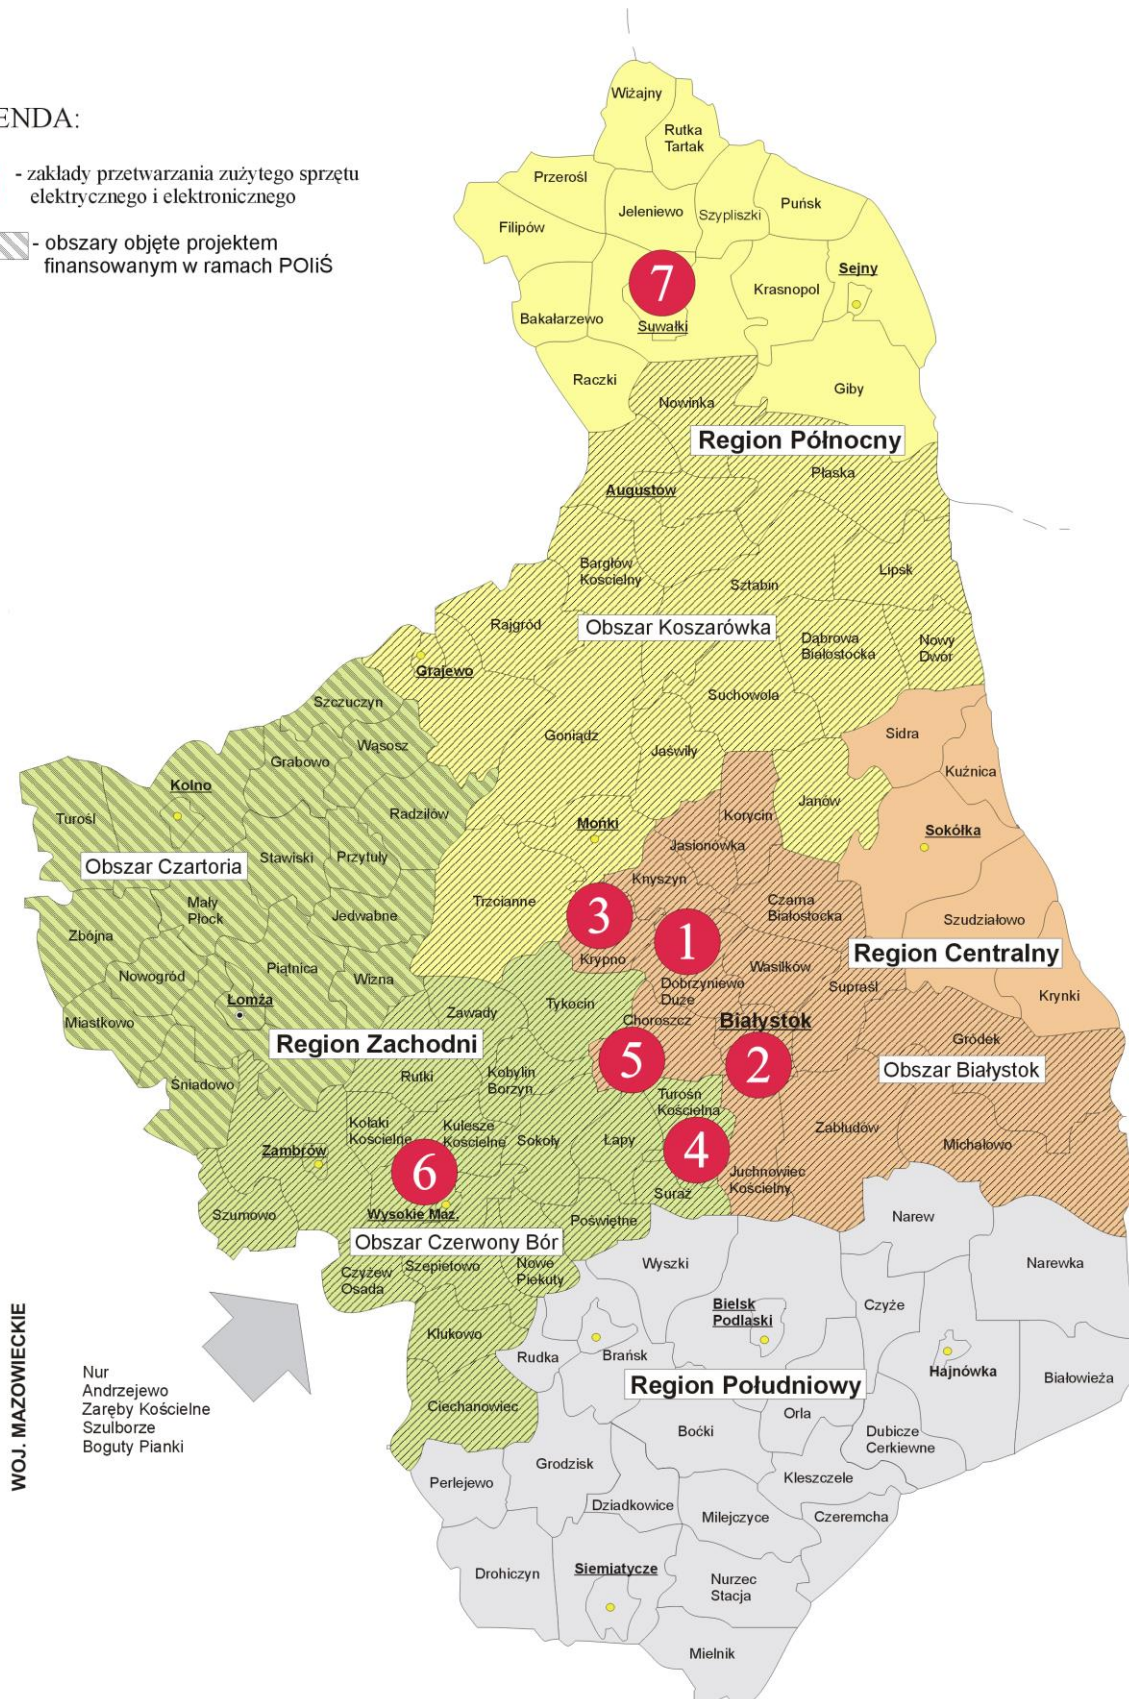 ENDA:
- zakłady przetwarzania zużytego sprzętu
elektrycznego i elektronicznego
- obszary objęte projektem
finansowanym w ramach POIiŚ
Wiżajny
Rutka
Tartak
Przerośl
Jeleniewo
Szypliszki
Puńsk
Filipów
7
Sejny
Krasnopol
Bakałarzewo
Suwałki
Raczki
Giby
Nowinka
Region Północny
Płaska
Augustów
Bargłów
Kościelny
Sztabin
Lipsk
Rajgród
Obszar Koszarówka
Dąbrowa
Białostocka
Nowy
Dwór
Grajewo
Szczuczyn
Suchowola
Wąsosz
Goniądz
Jaświły
Sidra
Grabowo
Kuźnica
Kolno
Radziłów
Janów
Turośl
Korycin
Mońki
Sokółka
Jasionówka
Obszar Czartoria
Stawiski
Przytuły
Knyszyn
Trzcianne
Czarna
Białostocka
Mały
Płock
Jedwabne
3
1
Szudziałowo
Zbójna
Region Centralny
Nowogród
Piątnica
Wizna
Krypno
Wasilków
Dobrzyniewo
Duże
Supraśl
Krynki
Łomża
Tykocin
Zawady
Miastkowo
Choroszcz
Białystok
Region Zachodni
Gródek
5
2
Obszar Białystok
Rutki
Kobylin
Borzyn
Śniadowo
Turośn
Kościelna
Kołaki
Kościelne
Kulesze
Kościelne
Sokoły
Łapy
Zabłudów
Michałowo
Zambrów
6
4
Juchnowiec
Kościelny
Suraż
Szumowo
Wysokie Maz.
Poświętne
Narew
Obszar Czerwony Bór
Wyszki
Narewka
Czyżew
Osada
Szepietowo
Nowe
Piekuty
Bielsk
Podlaski
Czyże
Klukowo
Rudka
Brańsk
Hajnówka
Białowieża
WOJ. MAZOWIECKIE
Nur
Andrzejewo
Zaręby Kościelne
Szulborze
Boguty Pianki
Region Południowy
Ciechanowiec
Orla
Boćki
Dubicze
Cerkiewne
Grodzisk
Perlejewo
Kleszczele
Dziadkowice
Milejczyce
Czeremcha
Drohiczyn
Siemiatycze
Nurzec
Stacja
Mielnik